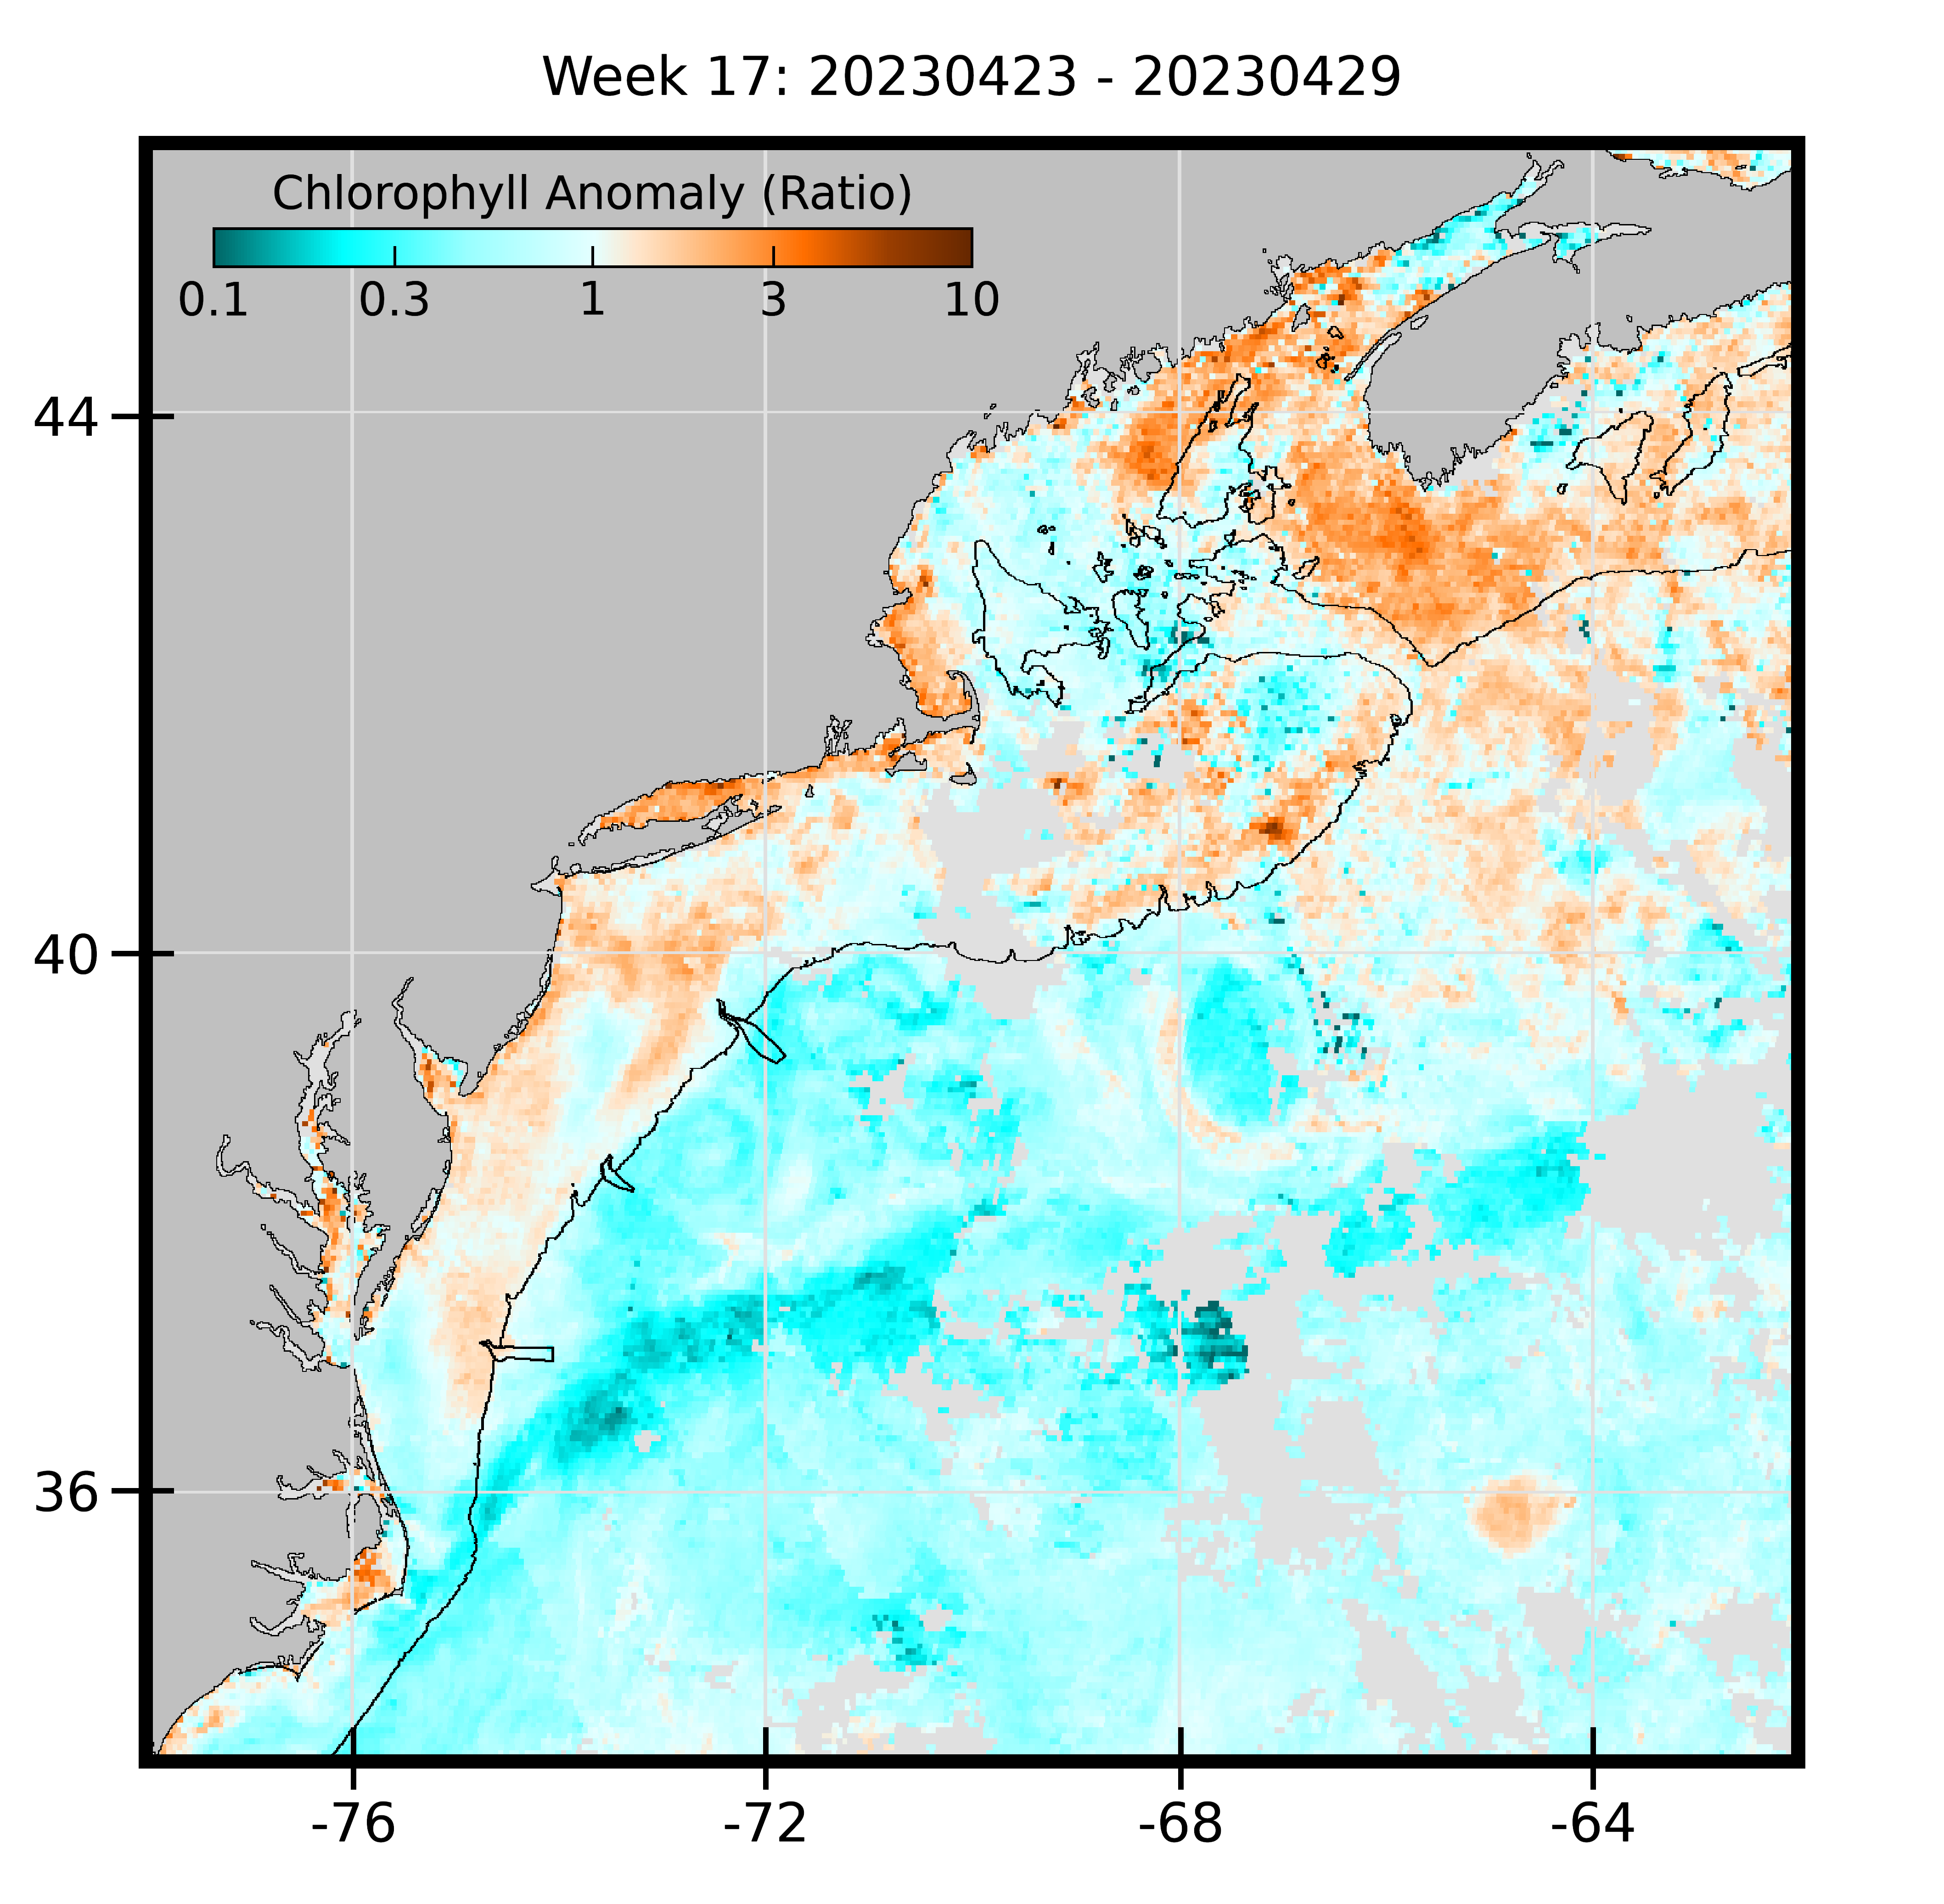 Week 17: 20230423 - 20230429
Chlorophyll Anomaly (Ratio)
0.1 0.3 1 3 10
44
40
36
-76 -72 -68 -64